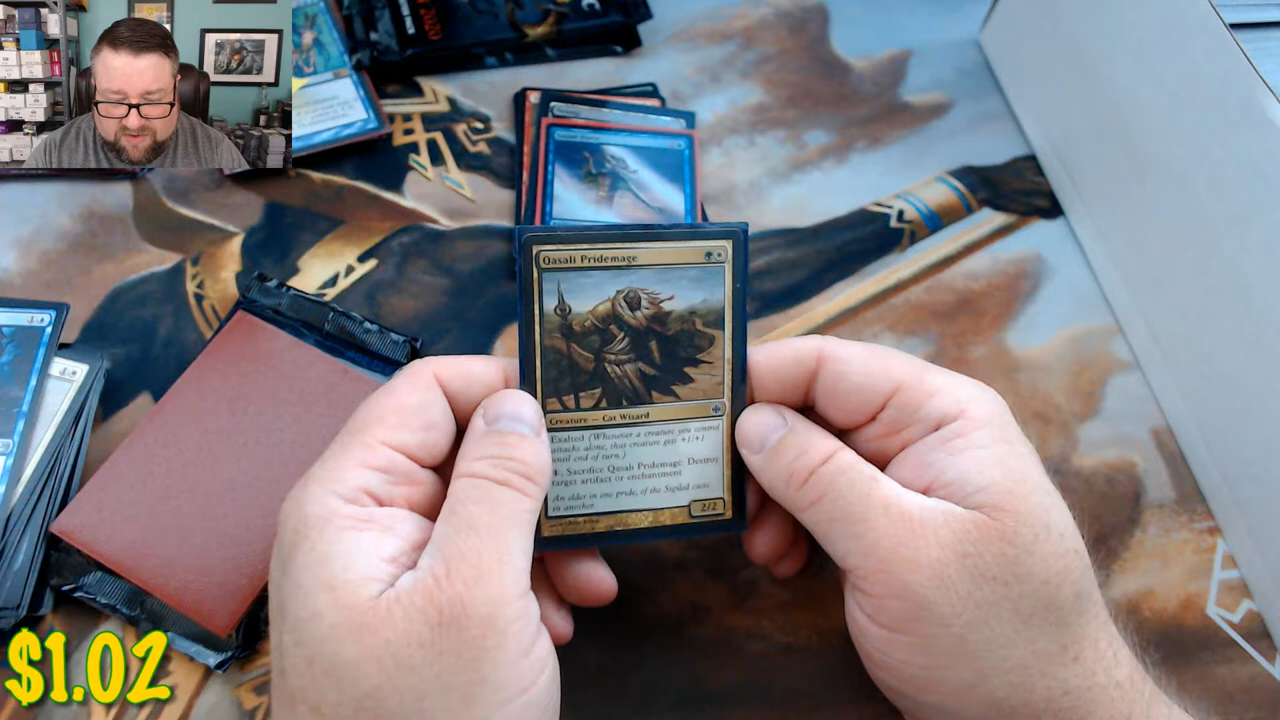 2020
Qasali Pridemage
Creature — Cat Wizard
Exalted (Whenever a creature you control
attacks alone, that creature gets +1/+1
until end of turn.)
1, Sacrifice Qasali Pridemage: Destroy
target artifact or enchantment
An elder in one pride, of the Sigiled caste
in another.
2/2
$1.02